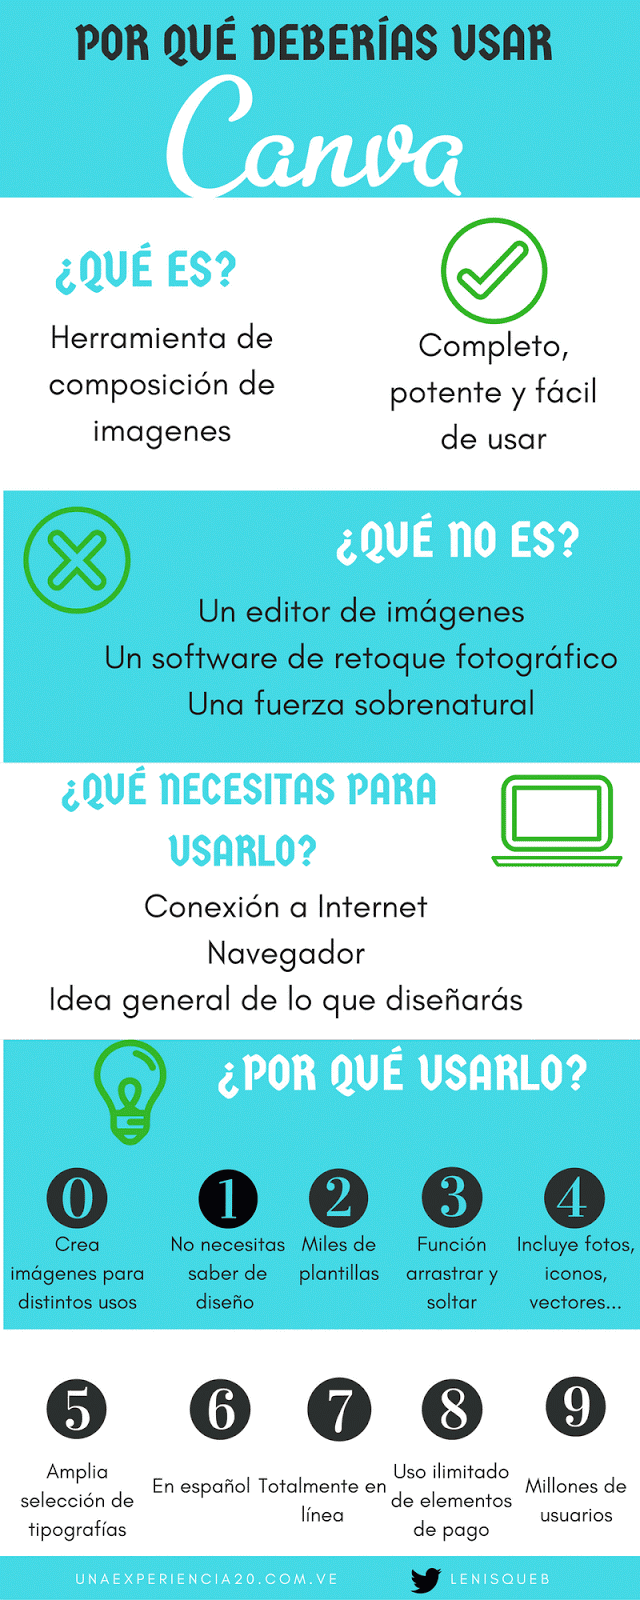 POR QUÉ DEBERÍAS USAR
Canva
¿QUÉ ES?
Herramienta de
composición de
imagenes
Completo,
potente y fácil
de usar
¿QUÉ NO ES?
Un editor de imágenes
Un software de retoque fotográfico
Una fuerza sobrenatural
¿QUÉ NECESITAS PARA
USARLO?
Conexión a Internet
Navegador
Idea general de lo que diseñarás
¿POR QUÉ USARLO?
0
Crea
imágenes para
distintos usos
1
No necesitas
saber de
diseño
2
Miles de
plantillas
3
Función
arrastrar y
soltar
4
Incluye fotos,
iconos,
vectores...
5
Amplia
selección de
tipografías
6
En español
7
Totalmente en
línea
8
Uso ilimitado
de elementos
de pago
9
Millones de
usuarios
UNAEXPERIENCIA20.COM.VE
LENISQUEB